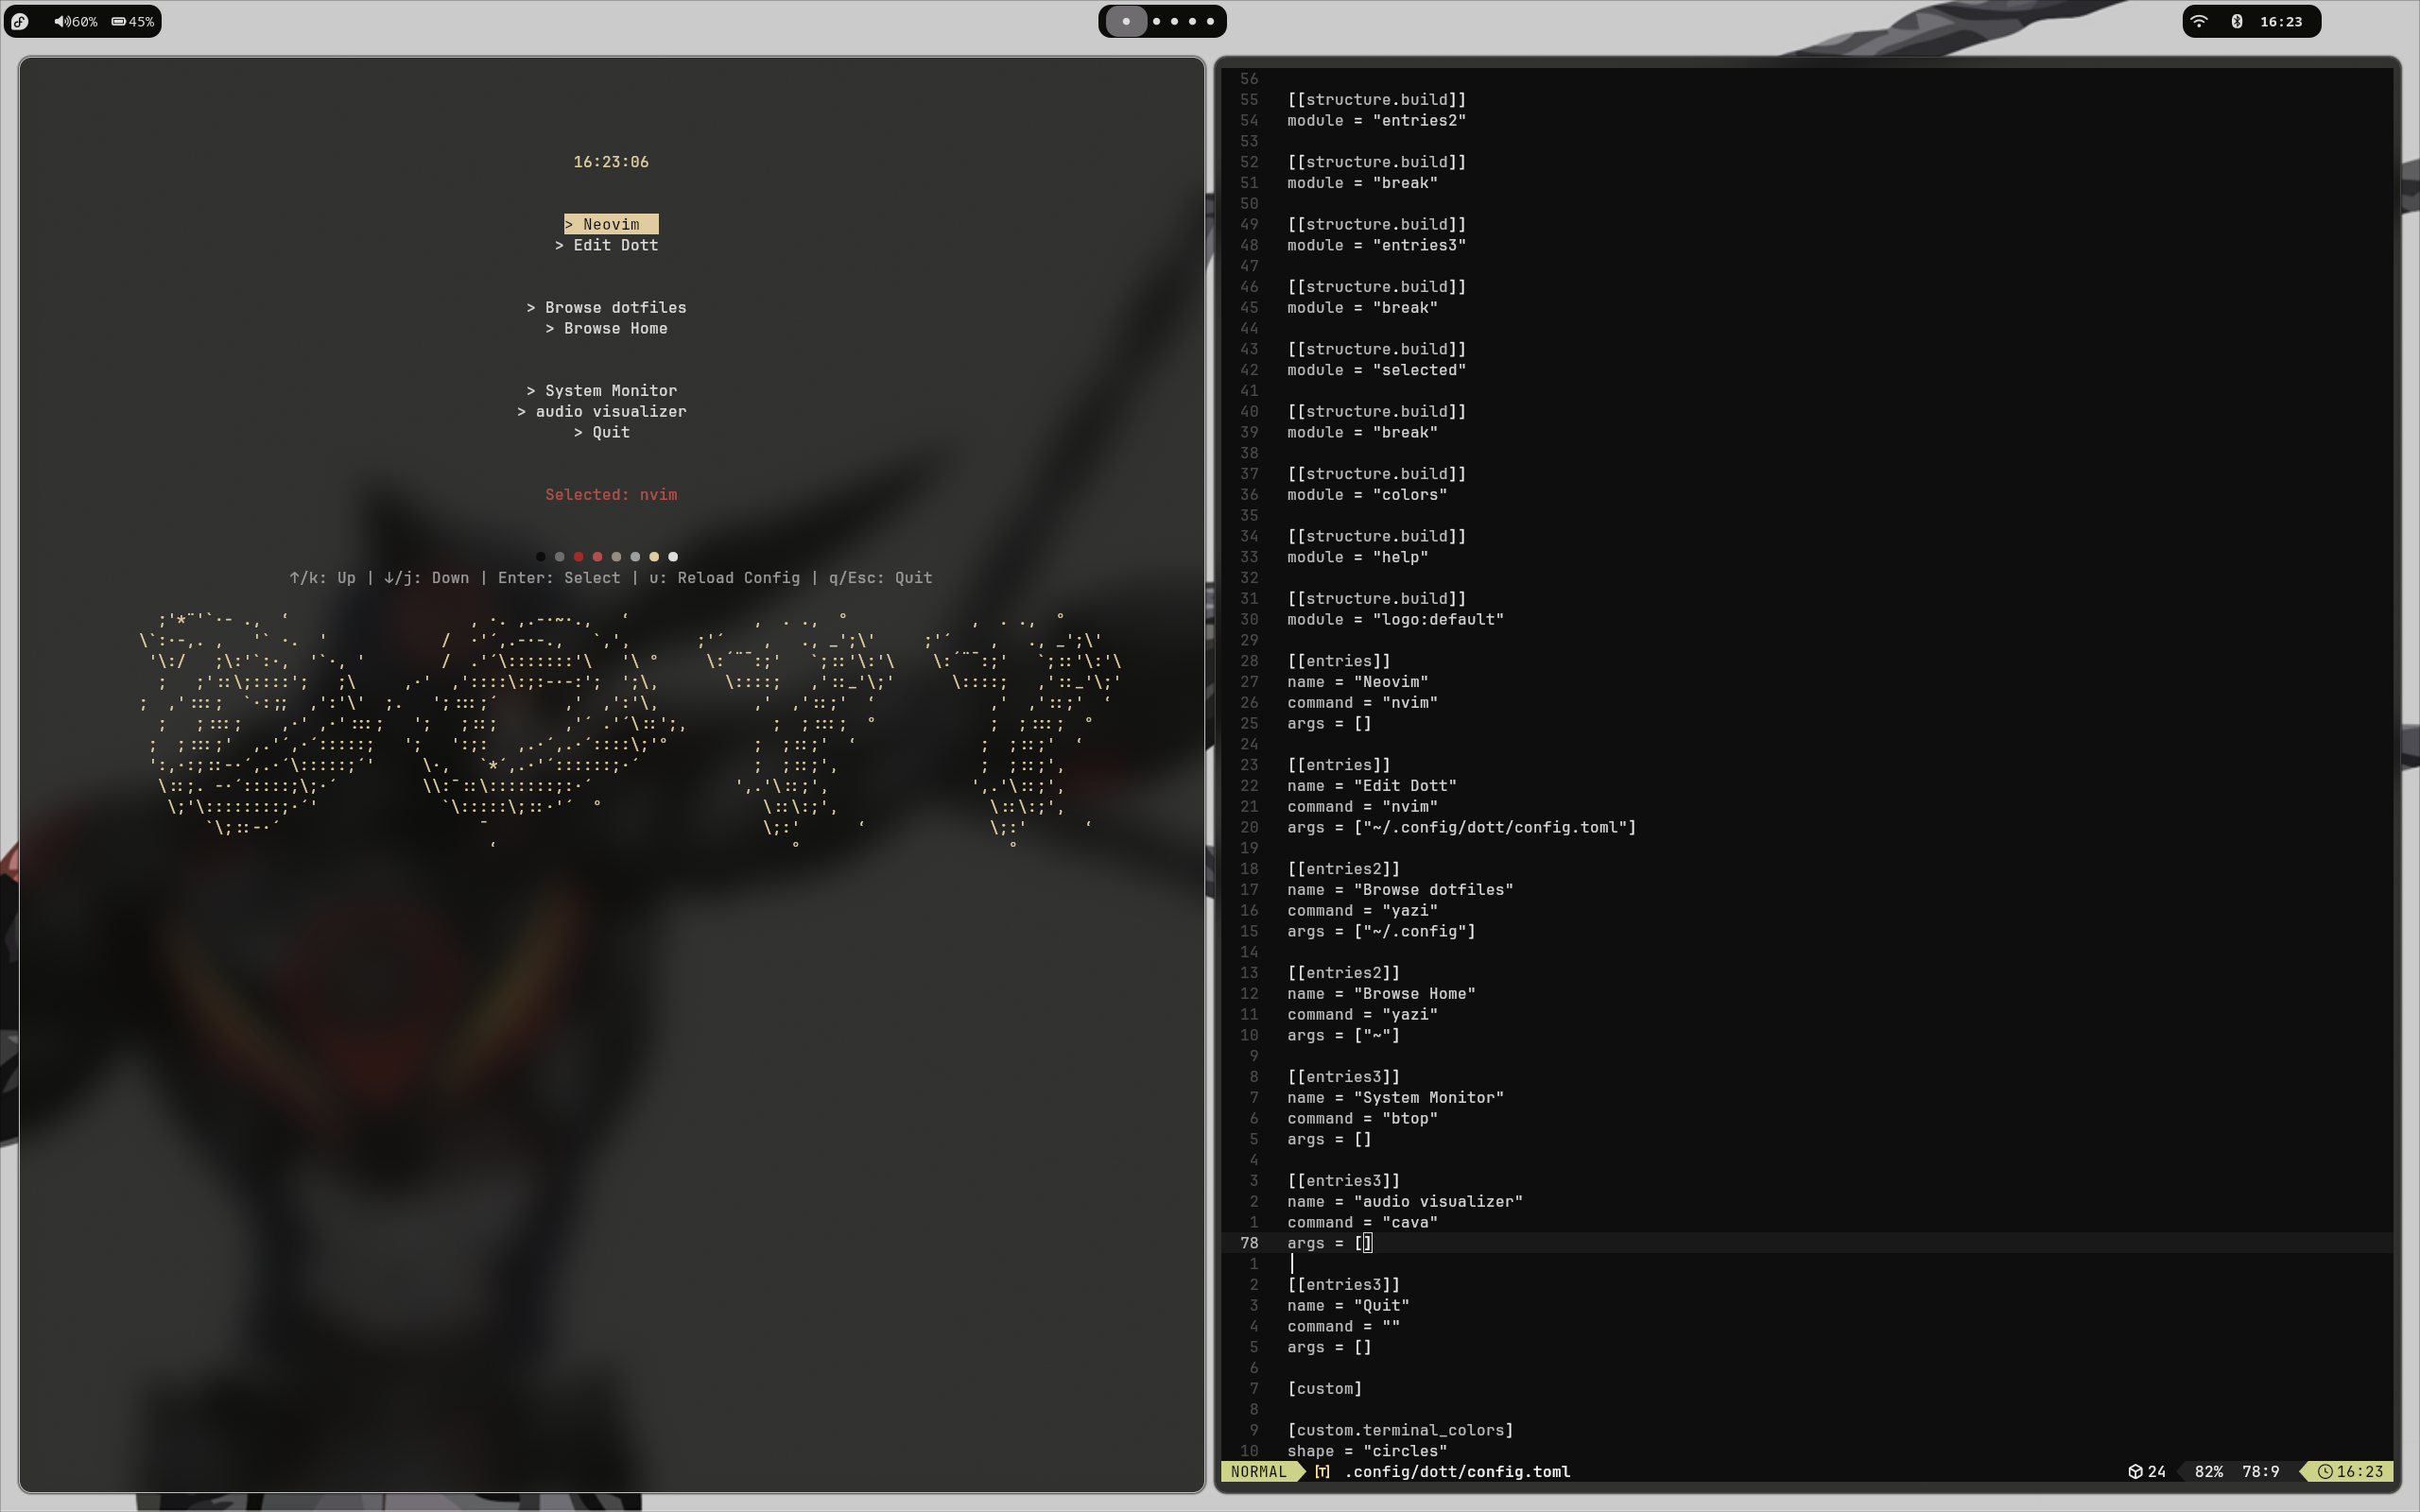 60% 45%
16:23
16:23:06
> Neovim
> Edit Dott
> Browse dotfiles
> Browse Home
> System Monitor
> audio visualizer
> Quit
Selected: nvim
↑/k: Up | ↓/j: Down | Enter: Select | u: Reload Config | q/Esc: Quit
56
55 [[structure.build]]
54 module = "entries2"
53
52 [[structure.build]]
51 module = "break"
50
49 [[structure.build]]
48 module = "entries3"
47
46 [[structure.build]]
45 module = "break"
44
43 [[structure.build]]
42 module = "selected"
41
40 [[structure.build]]
39 module = "break"
38
37 [[structure.build]]
36 module = "colors"
35
34 [[structure.build]]
33 module = "help"
32
31 [[structure.build]]
30 module = "logo:default"
29
28 [[entries]]
27 name = "Neovim"
26 command = "nvim"
25 args = []
24
23 [[entries]]
22 name = "Edit Dott"
21 command = "nvim"
20 args = ["~/.config/dott/config.toml"]
19
18 [[entries2]]
17 name = "Browse dotfiles"
16 command = "yazi"
15 args = ["~/.config"]
14
13 [[entries2]]
12 name = "Browse Home"
11 command = "yazi"
10 args = ["~"]
9
8 [[entries3]]
7 name = "System Monitor"
6 command = "btop"
5 args = []
4
3 [[entries3]]
2 name = "audio visualizer"
1 command = "cava"
78 args = []
1
2 [[entries3]]
3 name = "Quit"
4 command = ""
5 args = []
6
7 [custom]
8
9 [custom.terminal_colors]
10 shape = "circles"
NORMAL [T] .config/dott/config.toml 24 82% 78:9 16:23